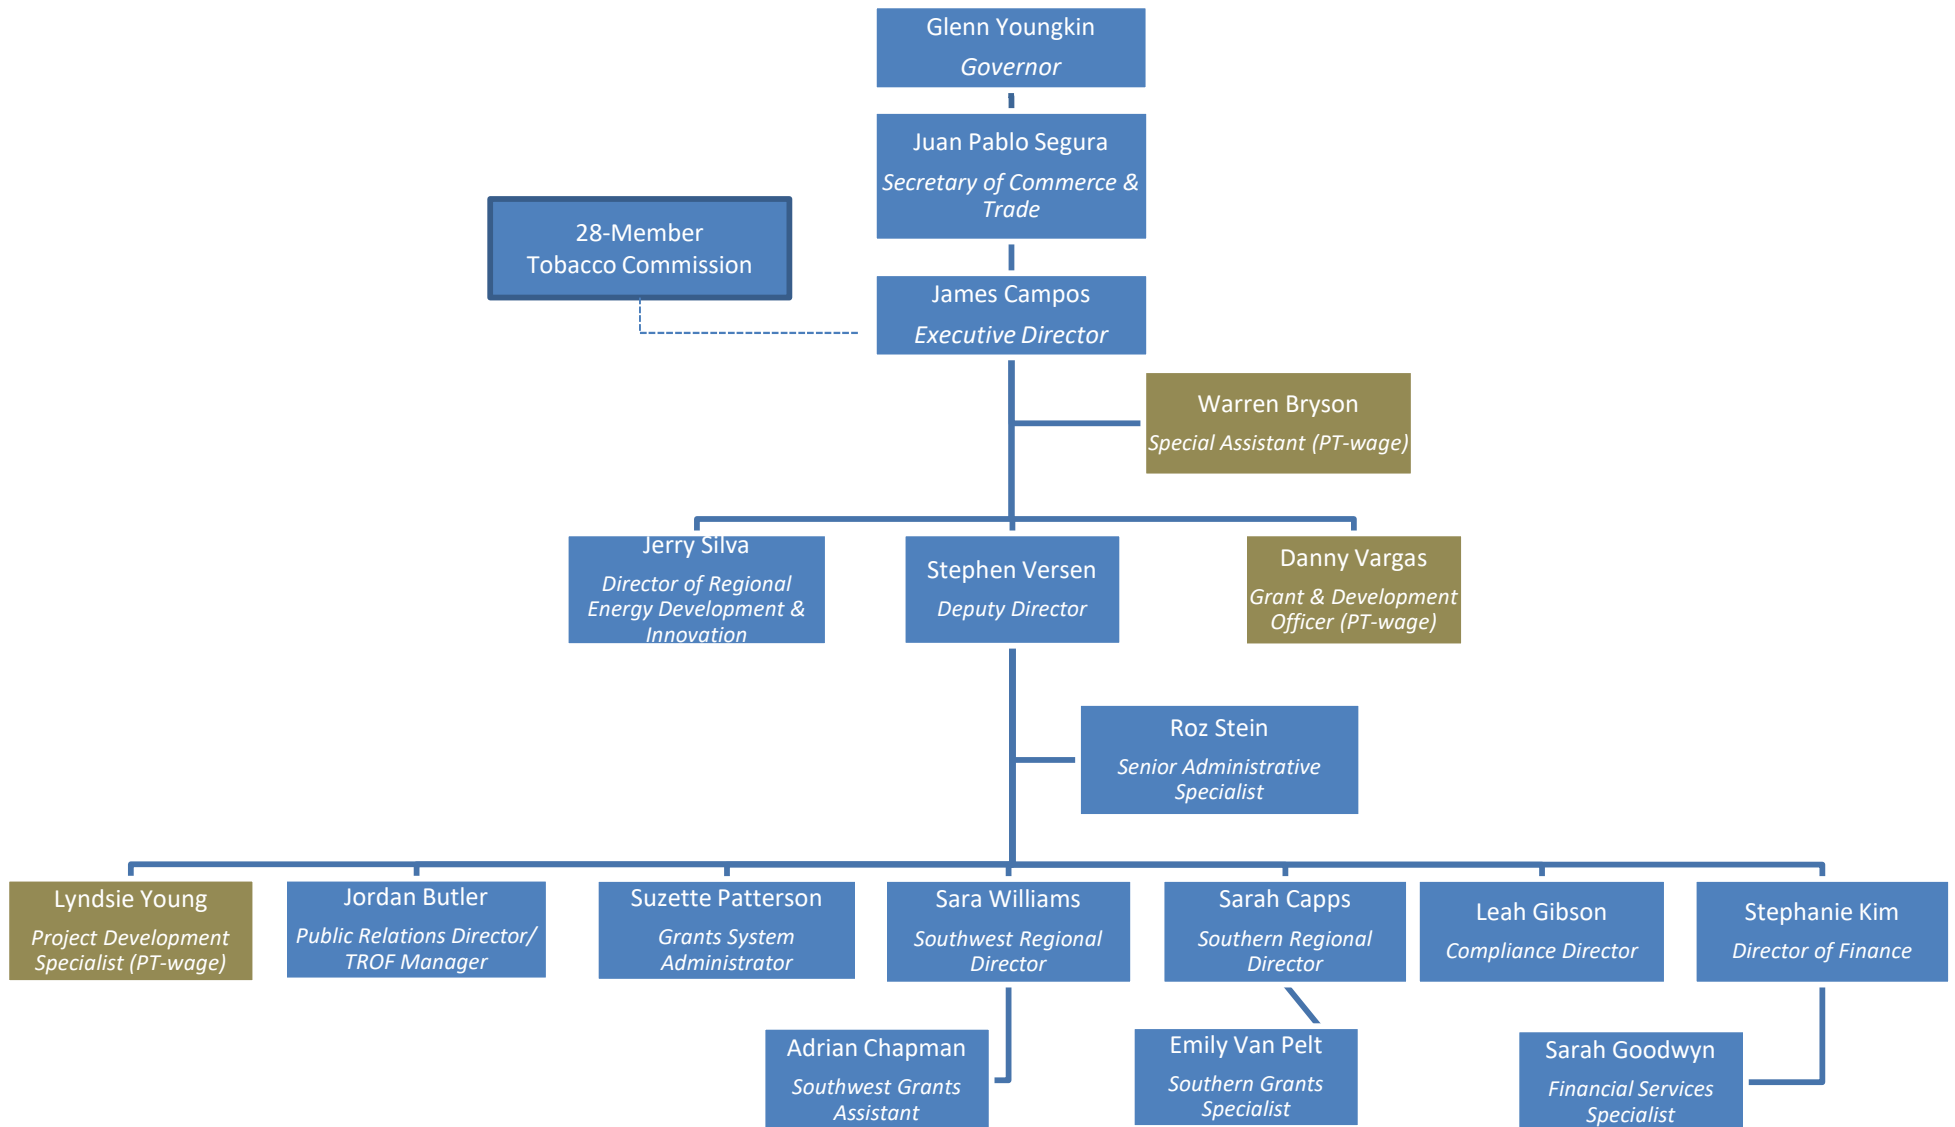 Glenn Youngkin
Governor
Juan Pablo Segura
Secretary of Commerce &
Trade
28-Member
Tobacco Commission
James Campos
Executive Director
Warren Bryson
Special Assistant (PT-wage)
Jerry Silva
Director of Regional
Energy Development &
Innovation
Stephen Versen
Deputy Director
Danny Vargas
Grant & Development
Officer (PT-wage)
Roz Stein
Senior Administrative
Specialist
Lyndsie Young
Project Development
Specialist (PT-wage)
Jordan Butler
Public Relations Director/
TROF Manager
Suzette Patterson
Grants System
Administrator
Sara Williams
Southwest Regional
Director
Sarah Capps
Southern Regional
Director
Leah Gibson
Compliance Director
Stephanie Kim
Director of Finance
Adrian Chapman
Southwest Grants
Assistant
Emily Van Pelt
Southern Grants
Specialist
Sarah Goodwyn
Financial Services
Specialist